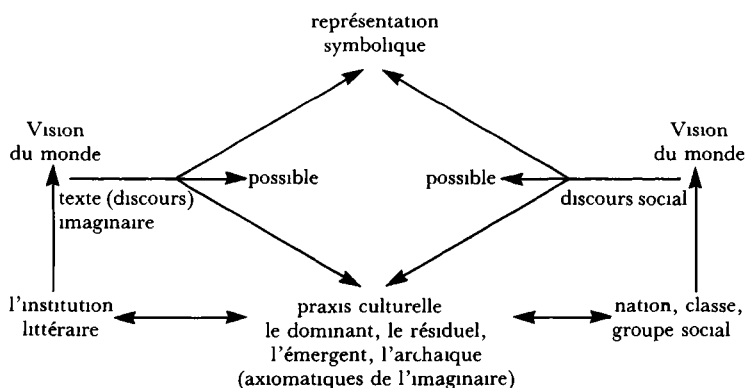 représentation
symbolique
Vision
du monde
Vision
du monde
possible
possible
texte (discours)
imaginaire
discours social
l'institution
littéraire
praxis culturelle
le dominant, le résiduel,
l'émergent, l'archaique
(axiomatiques de l'imaginaire)
nation, classe,
groupe social